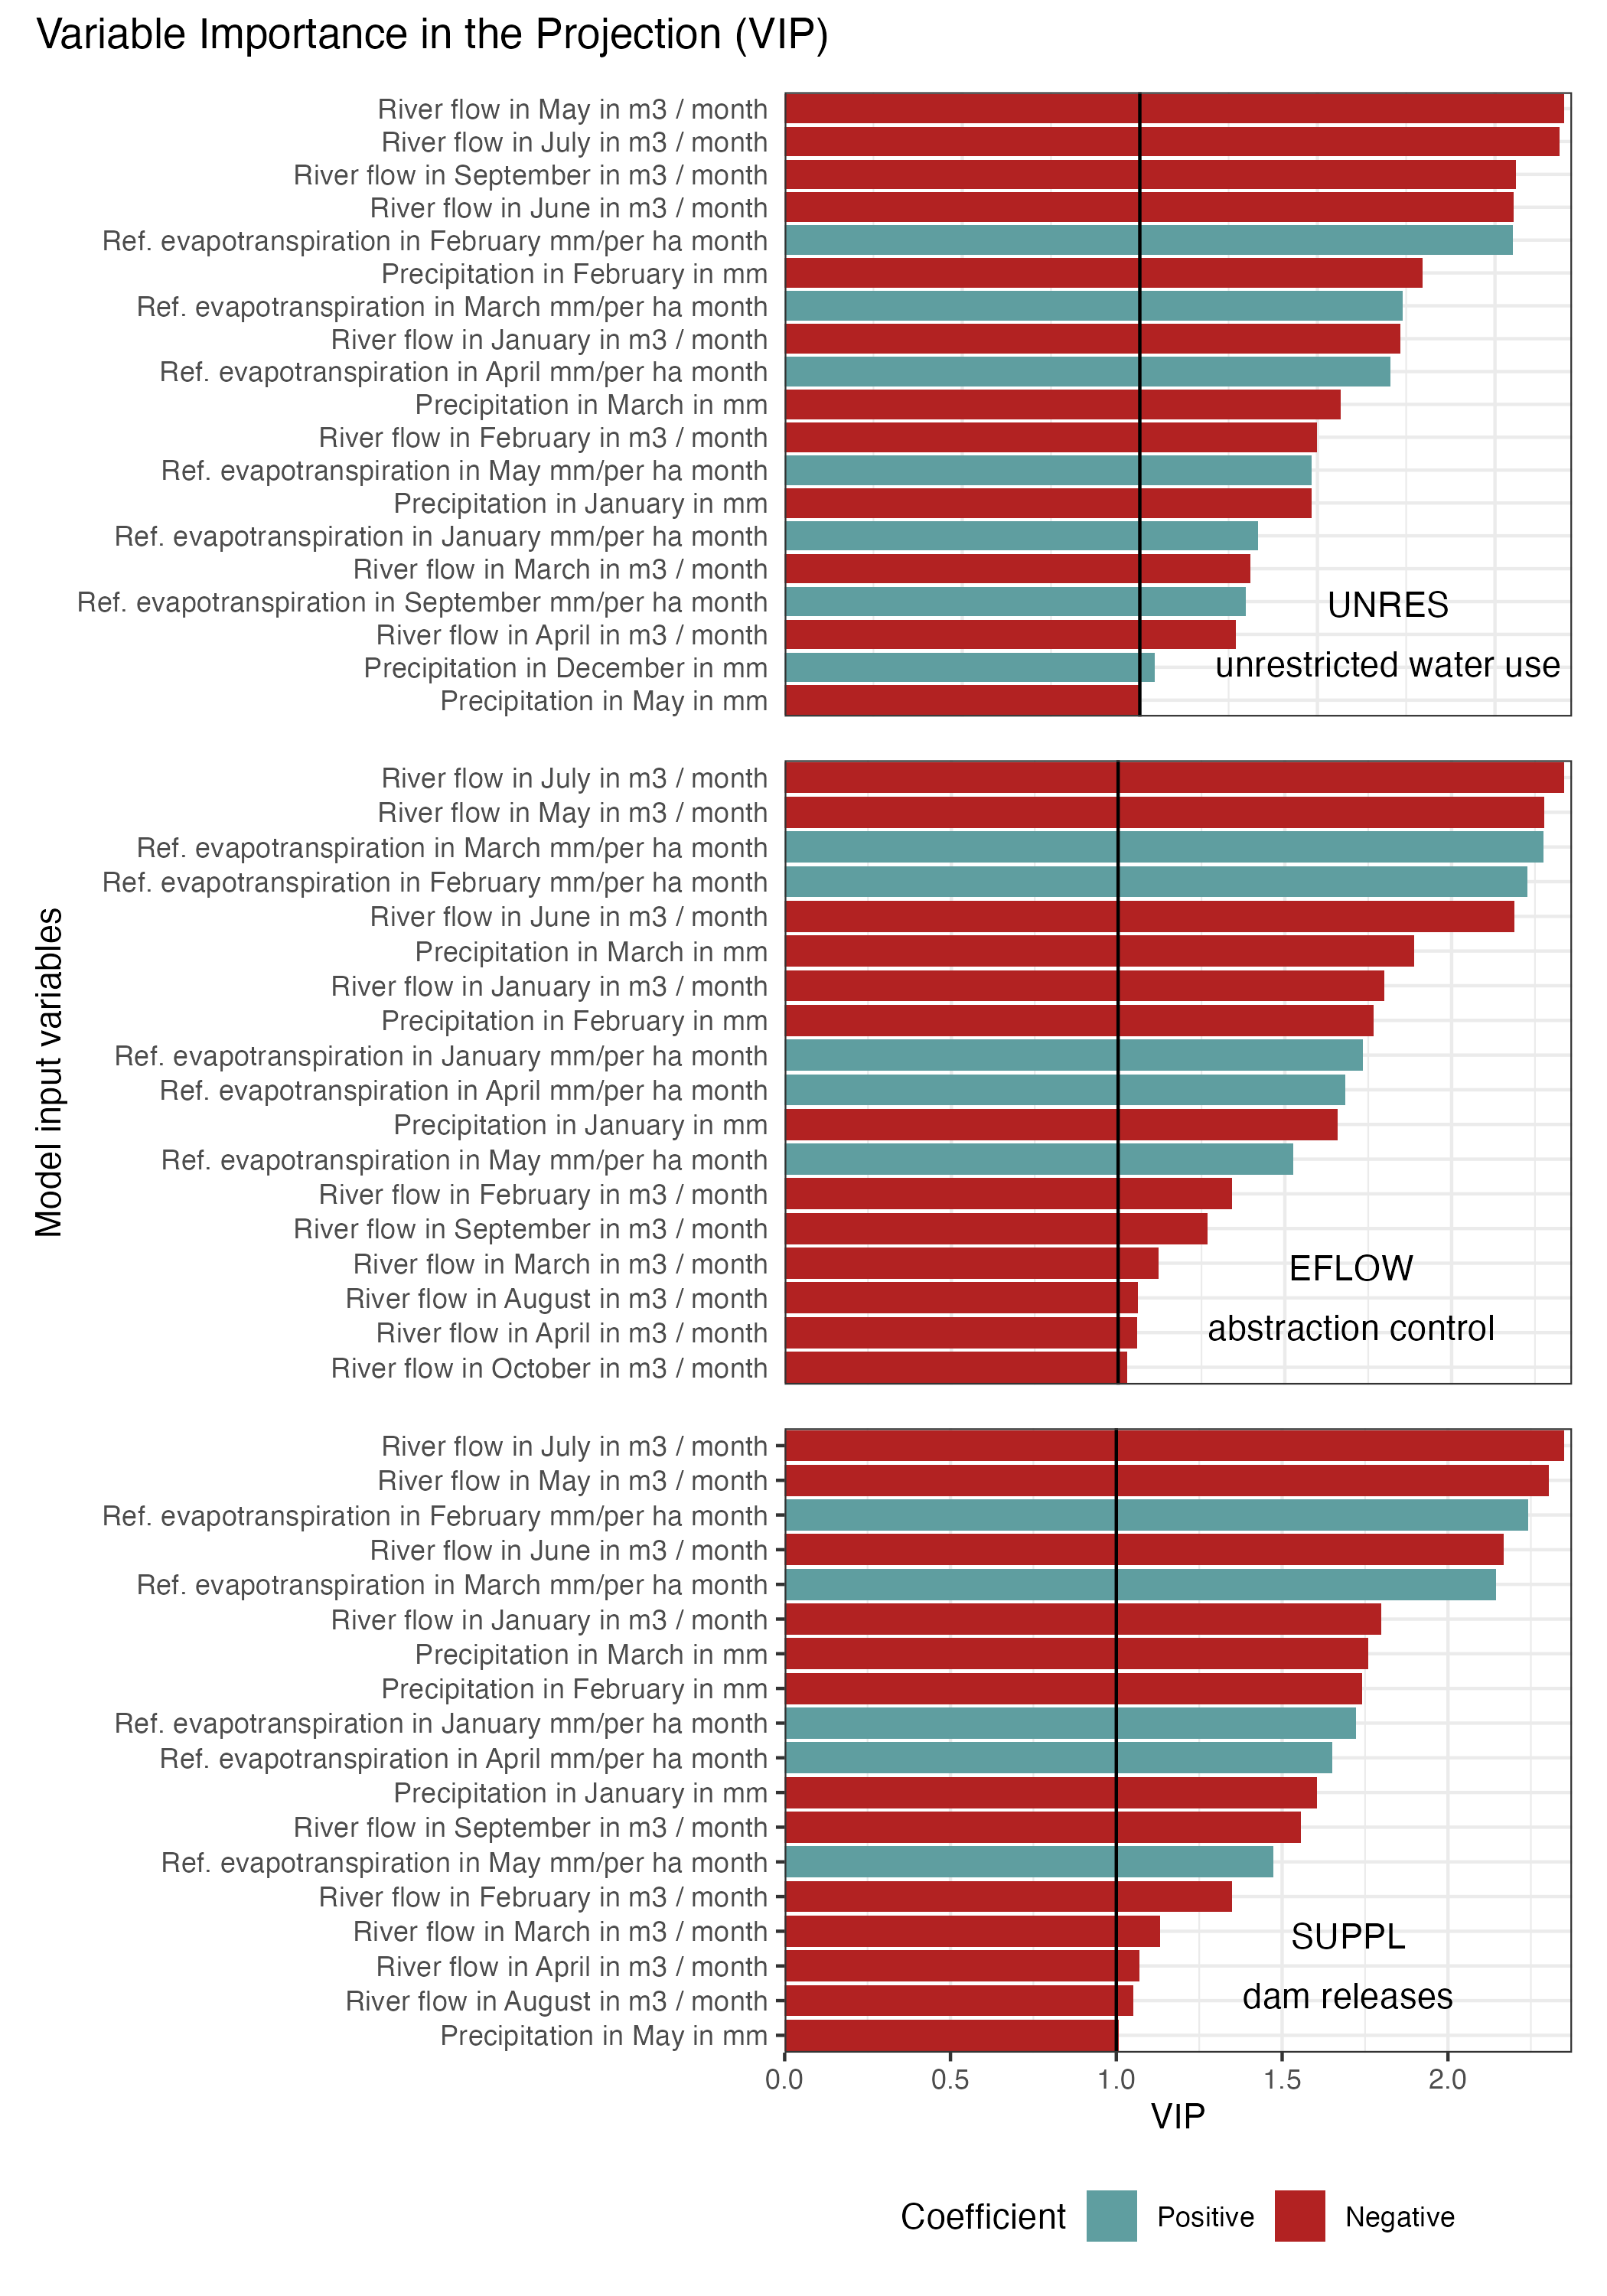 Variable Importance in the Projection (VIP)
River flow in May in m3 / month
River flow in July in m3 / month
River flow in September in m3 / month
River flow in June in m3 / month
Ref. evapotranspiration in February mm/per ha month
Precipitation in February in mm
Ref. evapotranspiration in March mm/per ha month
River flow in January in m3 / month
Ref. evapotranspiration in April mm/per ha month
Precipitation in March in mm
River flow in February in m3 / month
Ref. evapotranspiration in May mm/per ha month
Precipitation in January in mm
Ref. evapotranspiration in January mm/per ha month
River flow in March in m3 / month
Ref. evapotranspiration in September mm/per ha month
River flow in April in m3 / month
Precipitation in December in mm
Precipitation in May in mm
UNRES
unrestricted water use
Model input variables
River flow in July in m3 / month
River flow in May in m3 / month
Ref. evapotranspiration in March mm/per ha month
Ref. evapotranspiration in February mm/per ha month
River flow in June in m3 / month
Precipitation in March in mm
River flow in January in m3 / month
Precipitation in February in mm
Ref. evapotranspiration in January mm/per ha month
Ref. evapotranspiration in April mm/per ha month
Precipitation in January in mm
Ref. evapotranspiration in May mm/per ha month
River flow in February in m3 / month
River flow in September in m3 / month
River flow in March in m3 / month
River flow in August in m3 / month
River flow in April in m3 / month
River flow in October in m3 / month
EFLOW
abstraction control
River flow in July in m3 / month
River flow in May in m3 / month
Ref. evapotranspiration in February mm/per ha month
River flow in June in m3 / month
Ref. evapotranspiration in March mm/per ha month
River flow in January in m3 / month
Precipitation in March in mm
Precipitation in February in mm
Ref. evapotranspiration in January mm/per ha month
Ref. evapotranspiration in April mm/per ha month
Precipitation in January in mm
River flow in September in m3 / month
Ref. evapotranspiration in May mm/per ha month
River flow in February in m3 / month
River flow in March in m3 / month
River flow in April in m3 / month
River flow in August in m3 / month
Precipitation in May in mm
SUPPL
dam releases
0.0 0.5 1.0 1.5 2.0
VIP
Coefficient Positive Negative